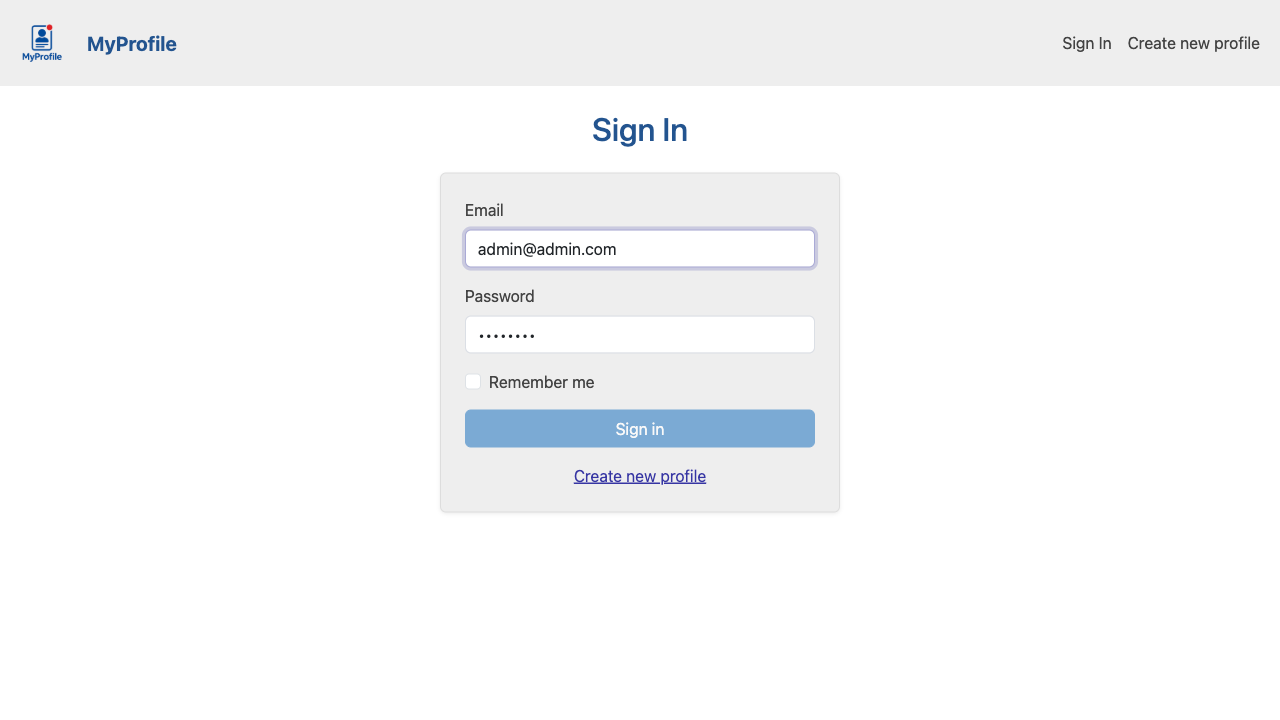 MyProfile
MyProfile
Sign In
Create new profile
Sign In
Email
admin@admin.com
Password
••••••••
Remember me
Sign in
Create new profile